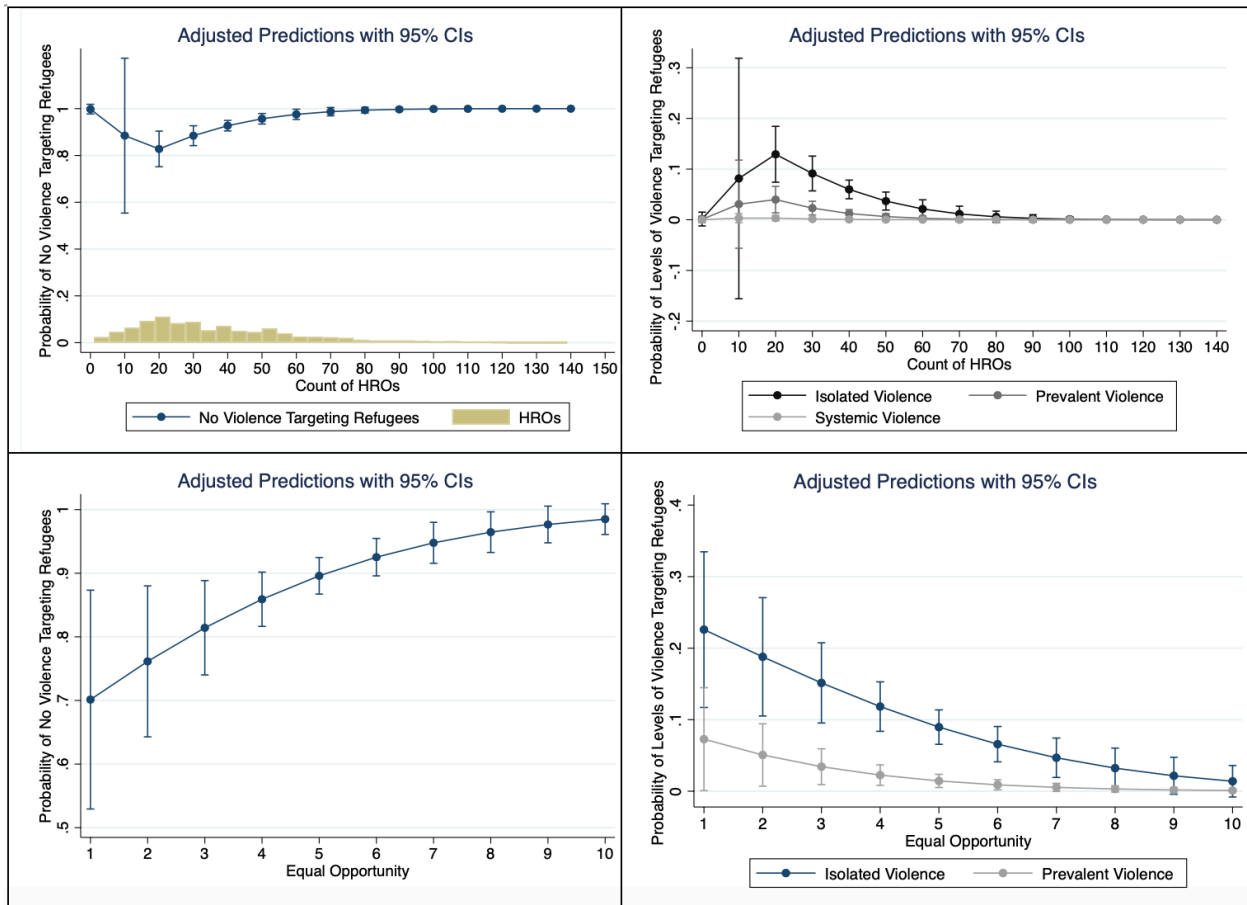 Adjusted Predictions with 95% CIs
Probability of No Violence Targeting Refugees
1
.8
.6
.4
.2
0
0 10 20 30 40 50 60 70 80 90 100 110 120 130 140 150
Count of HROs
No Violence Targeting Refugees HROs
Adjusted Predictions with 95% CIs
Probability of Levels of Violence Targeting Refugees
.3
.2
.1
0
-.1
-.2
0 10 20 30 40 50 60 70 80 90 100 110 120 130 140
Count of HROs
Isolated Violence Prevalent Violence
Systemic Violence
Adjusted Predictions with 95% CIs
Probability of No Violence Targeting Refugees
1
.9
.8
.7
.6
.5
1 2 3 4 5 6 7 8 9 10
Equal Opportunity
Adjusted Predictions with 95% CIs
Probability of Levels of Violence Targeting Refugees
.4
.3
.2
.1
0
1 2 3 4 5 6 7 8 9 10
Equal Opportunity
Isolated Violence Prevalent Violence